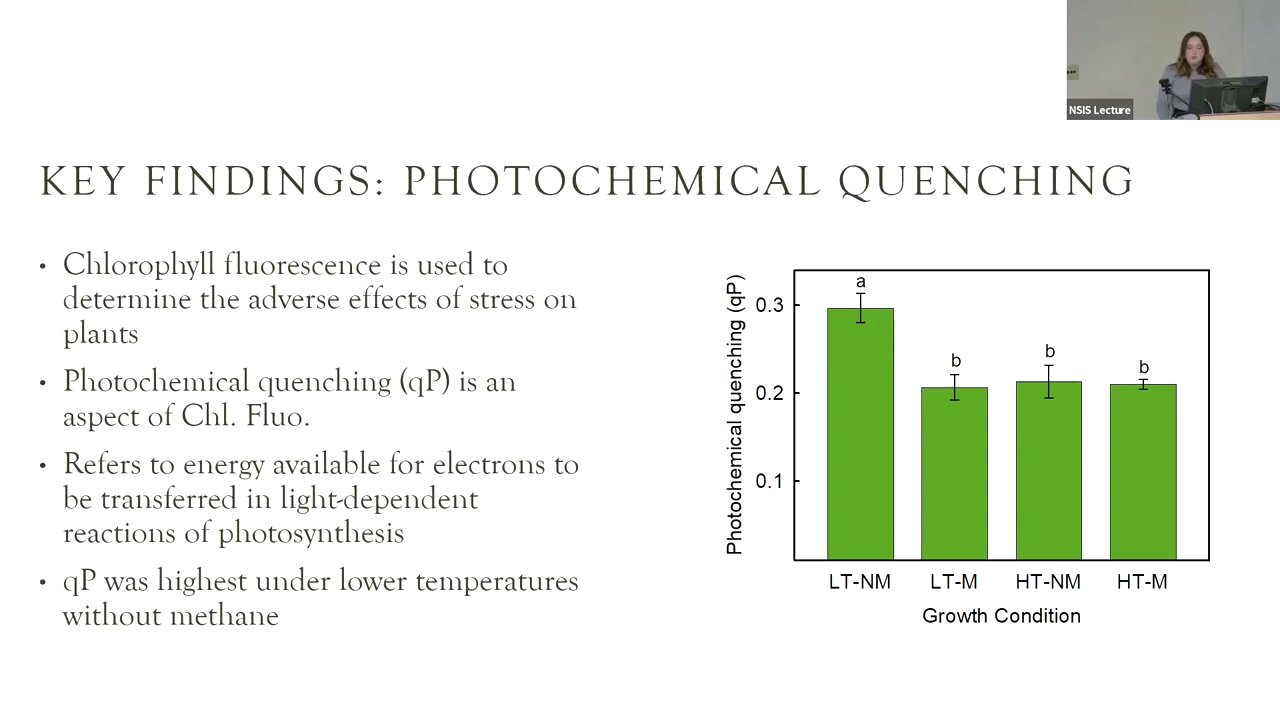 NSIS Lecture
KEY FINDINGS: PHOTOCHEMICAL QUENCHING
• Chlorophyll fluorescence is used to
determine the adverse effects of stress on
plants
• Photochemical quenching (qP) is an
aspect of Chl. Fluo.
• Refers to energy available for electrons to
be transferred in light-dependent
reactions of photosynthesis
• qP was highest under lower temperatures
without methane
Photochemical quenching (qP)
0.3
0.2
0.1
a
b
b
b
LT-NM LT-M HT-NM HT-M
Growth Condition